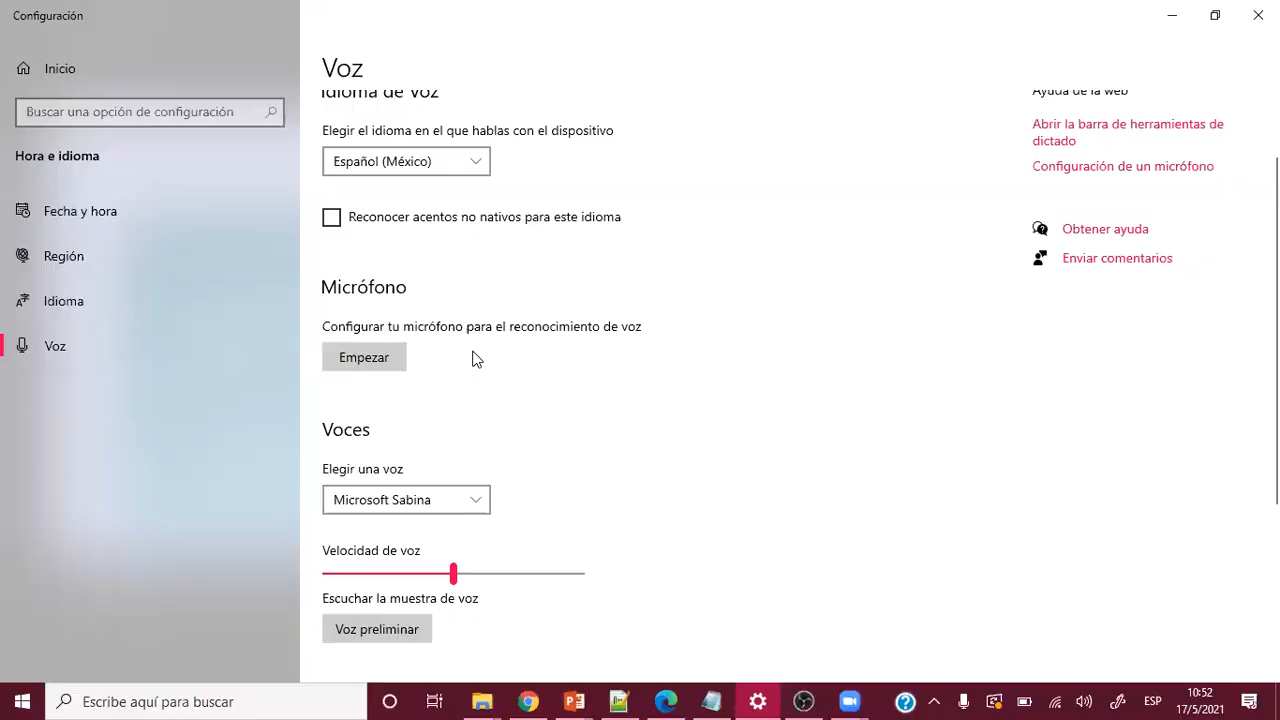 Configuración
Inicio
Buscar una opción de configuración
Hora e idioma
Fecha y hora
Región
Idioma
Voz
Voz
Idioma de voz
Elegir el idioma en el que hablas con el dispositivo
Español (México)
Reconocer acentos no nativos para este idioma
Micrófono
Configurar tu micrófono para el reconocimiento de voz
Empezar
Voces
Elegir una voz
Microsoft Sabina
Velocidad de voz
Escuchar la muestra de voz
Voz preliminar
Ayuda de la web
Abrir la barra de herramientas de
dictado
Configuración de un micrófono
Obtener ayuda
Enviar comentarios
Escribe aquí para buscar
ESP
10:52
17/5/2021